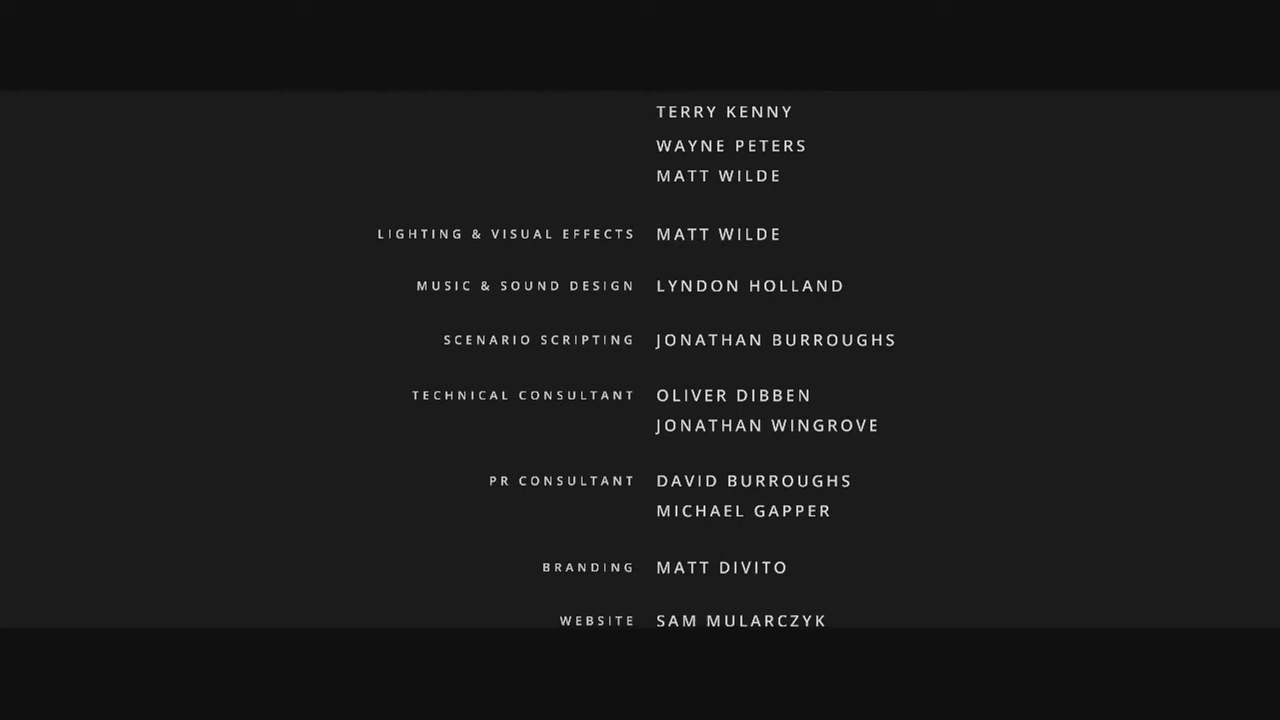 TERRY KENNY
WAYNE PETERS
MATT WILDE
LIGHTING & VISUAL EFFECTS MATT WILDE
MUSIC & SOUND DESIGN LYNDON HOLLAND
SCENARIO SCRIPTING JONATHAN BURROUGHS
TECHNICAL CONSULTANT OLIVER DIBBEN
JONATHAN WINGROVE
PR CONSULTANT DAVID BURROUGHS
MICHAEL GAPPER
BRANDING MATT DIVITO
WEBSITE SAM MULARCZYK